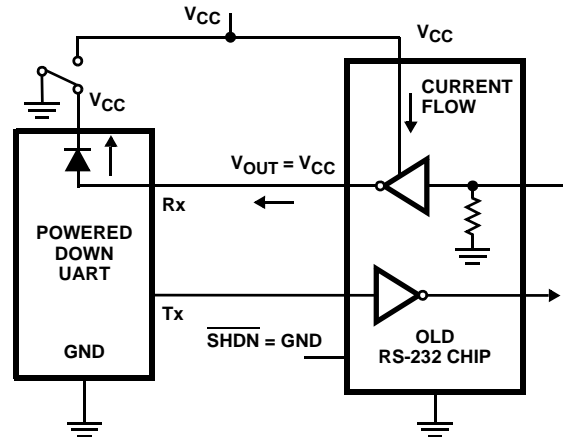 VCC
VCC
CURRENT
FLOW
VCC
VOUT = VCC
Rx
POWERED
DOWN
UART
Tx
GND
SHDN = GND
OLD
RS-232 CHIP